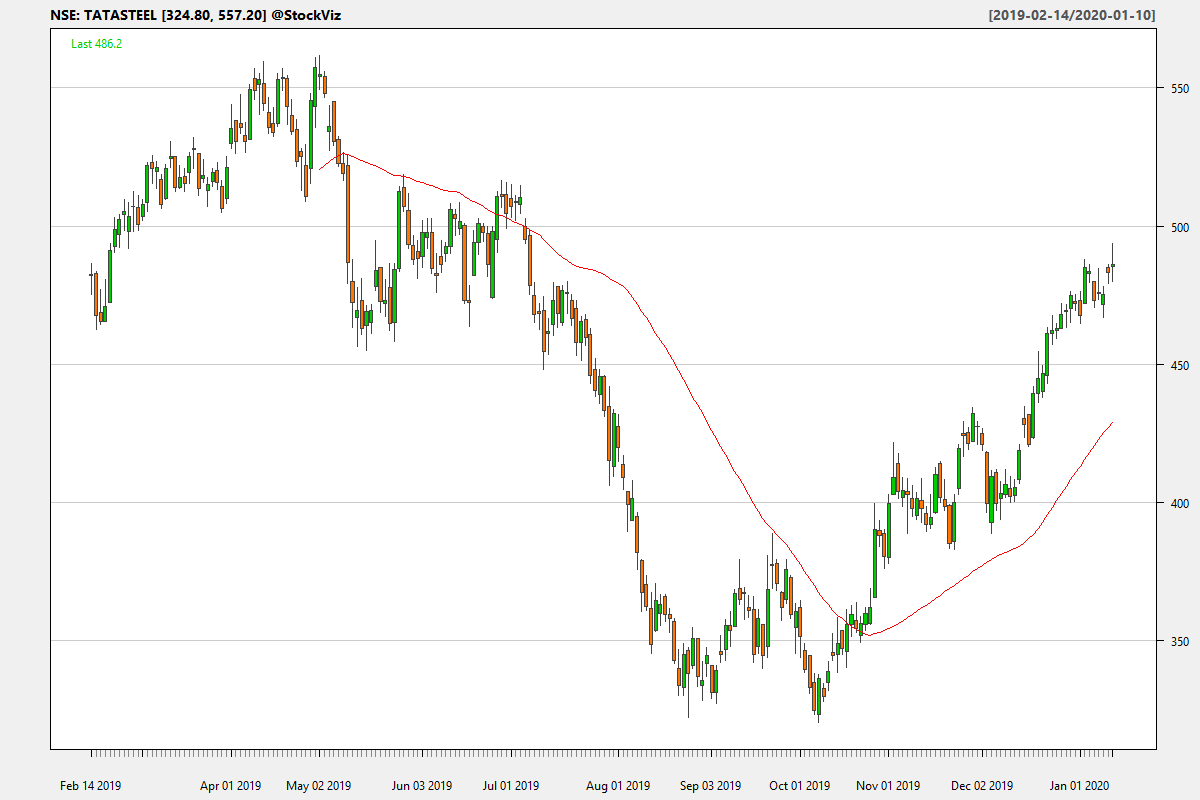 NSE: TATASTEEL [324.80, 557.20] @StockViz
[2019-02-14/2020-01-10]
Last 486.2
550
500
450
400
350
Feb 14 2019
Apr 01 2019
May 02 2019
Jun 03 2019
Jul 01 2019
Aug 01 2019
Sep 03 2019
Oct 01 2019
Nov 01 2019
Dec 02 2019
Jan 01 2020